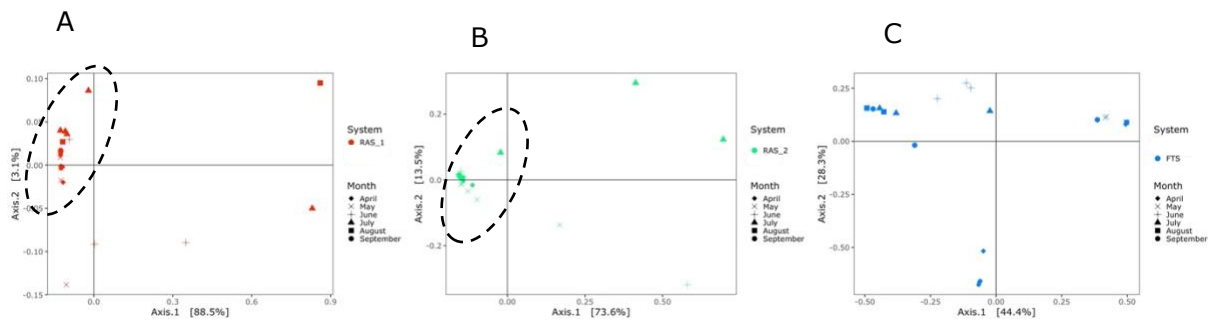 A
B
C
0.10
0.05
0.00
-0.05
-0.10
-0.15
Axis.2 [3.1%]
0.0
0.3
0.6
0.9
Axis.1 [88.5%]
System
RAS_1
Month
April
May
June
July
August
September
0.2
0.0
-0.2
Axis.2 [13.5%]
0.00
0.25
0.50
Axis.1 [73.6%]
System
RAS_2
Month
April
May
June
July
August
September
0.25
0.00
-0.25
-0.50
Axis.2 [28.3%]
-0.50
-0.25
0.00
0.25
0.50
Axis.1 [44.4%]
System
FTS
Month
April
May
June
July
August
September